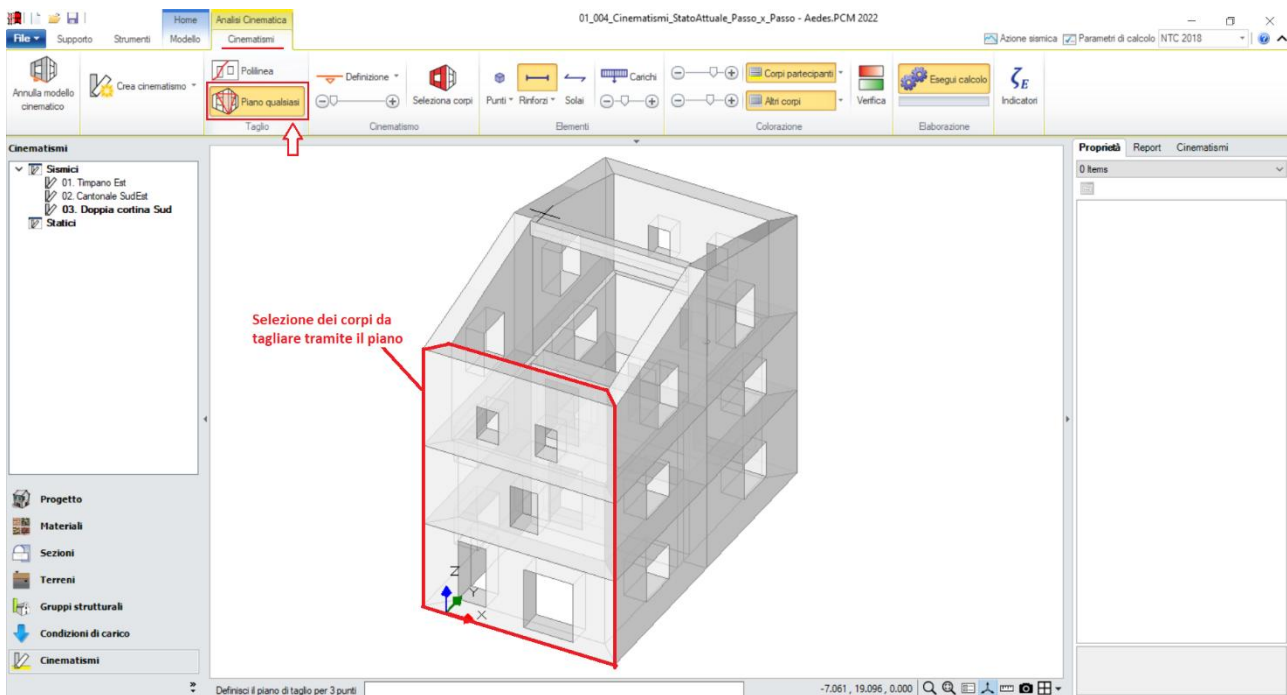 Home
Analisi Cinematica
01_004_Cinematismi_StatoAttuale_Passo_x_Passo - Aedes.PCM 2022
File
Supporto
Strumenti
Modello
Cinematismi
Azione sismica
Parametri di calcolo
NTC 2018
Annulla modello
cinematico
Crea cinematismo
Polilinea
Piano qualsiasi
Taglio
Definizione
Seleziona corpi
Cinematismo
Punti
Rinforzi
Solai
Carichi
Elementi
Corpi partecipanti
Altri corpi
Colorazione
Verifica
Esegui calcolo
Elaborazione
ζE
Indicatori
Cinematismi
Sismici
01. Timpano Est
02. Cantonale SudEst
03. Doppia cortina Sud
Statici
Progetto
Materiali
Sezioni
Terreni
Gruppi strutturali
Condizioni di carico
Cinematismi
Selezione dei corpi da
tagliare tramite il piano
Z
Y
X
Proprietà
Report
Cinematismi
0 Items
Definisci il piano di taglio per 3 punti
-7.061 , 19.096 , 0.000